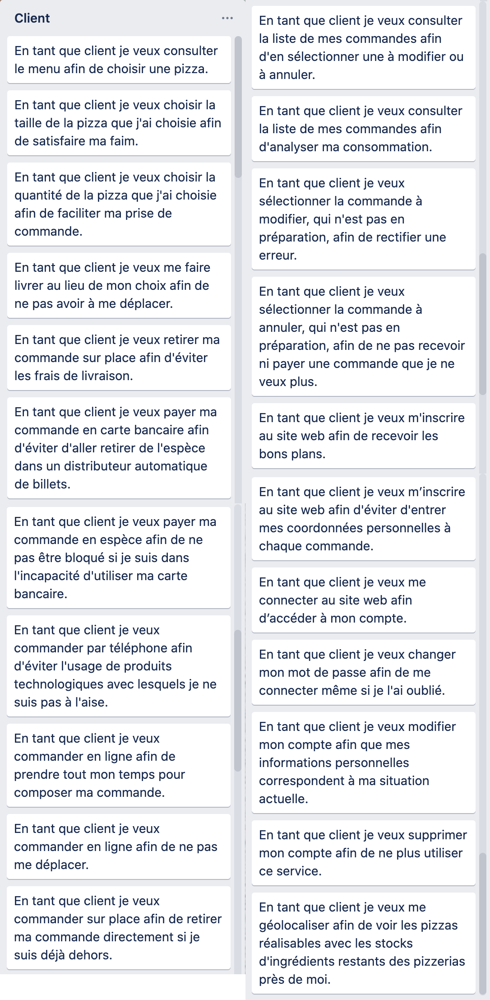 Client
En tant que client je veux consulter
le menu afin de choisir une pizza.
En tant que client je veux choisir la
taille de la pizza que j'ai choisie afin
de satisfaire ma faim.
En tant que client je veux choisir la
quantité de la pizza que j'ai choisie
afin de faciliter ma prise de
commande.
En tant que client je veux me faire
livrer au lieu de mon choix afin de
ne pas avoir à me déplacer.
En tant que client je veux retirer ma
commande sur place afin d'éviter
les frais de livraison.
En tant que client je veux payer ma
commande en carte bancaire afin
d'éviter d'aller retirer de l'espèce
dans un distributeur automatique
de billets.
En tant que client je veux payer ma
commande en espèce afin de ne
pas être bloqué si je suis dans
l'incapacité d'utiliser ma carte
bancaire.
En tant que client je veux
commander par téléphone afin
d'éviter l'usage de produits
technologiques avec lesquels je ne
suis pas à l'aise.
En tant que client je veux
commander en ligne afin de
prendre tout mon temps pour
composer ma commande.
En tant que client je veux
commander en ligne afin de ne pas
me déplacer.
En tant que client je veux
commander sur place afin de retirer
ma commande directement si je
suis déjà dehors.
En tant que client je veux consulter
la liste de mes commandes afin
d'en sélectionner une à modifier ou
à annuler.
En tant que client je veux consulter
la liste de mes commandes afin
d'analyser ma consommation.
En tant que client je veux
sélectionner la commande à
modifier, qui n'est pas en
préparation, afin de rectifier une
erreur.
En tant que client je veux
sélectionner la commande à
annuler, qui n'est pas en
préparation, afin de ne pas recevoir
ni payer une commande que je ne
veux plus.
En tant que client je veux m'inscrire
au site web afin de recevoir les
bons plans.
En tant que client je veux m’inscrire
au site web afin d'éviter d'entrer
mes coordonnées personnelles à
chaque commande.
En tant que client je veux me
connecter au site web afin
d’accéder à mon compte.
En tant que client je veux changer
mon mot de passe afin de me
connecter même si je l'ai oublié.
En tant que client je veux modifier
mon compte afin que mes
informations personnelles
correspondent à ma situation
actuelle.
En tant que client je veux supprimer
mon compte afin de ne plus utiliser
ce service.
En tant que client je veux me
géolocaliser afin de voir les pizzas
réalisables avec les stocks
d'ingrédients restants des pizzerias
près de moi.